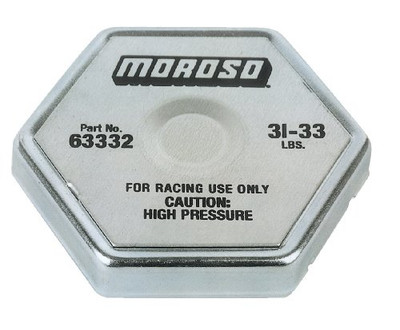 MOROSO
Part No.
63332
31-33
LBS.
FOR RACING USE ONLY
CAUTION:
HIGH PRESSURE